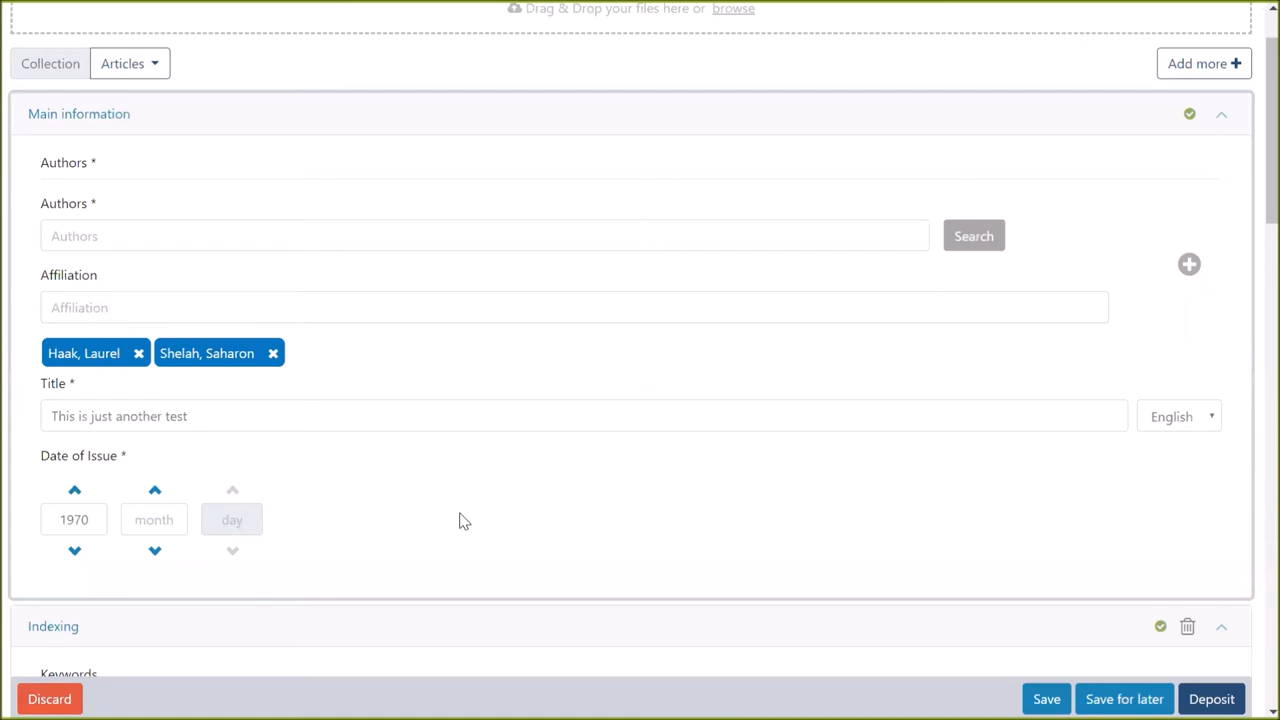 Drag & Drop your files here or browse
Collection Articles Add more
Main information
Authors *
Authors *
Authors Search
Affiliation
Affiliation
Haak, Laurel Shelah, Saharon
Title *
This is just another test English
Date of Issue *
1970 month day
Indexing
Keywords
Discard Save Save for later Deposit